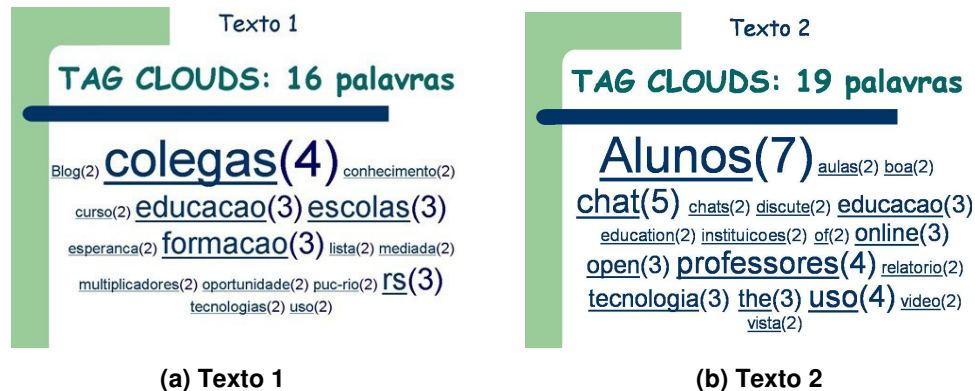 Texto 1
TAG CLOUDS: 16 palavras
Blog(2) colegas(4) conhecimento(2)
curso(2) educacao(3) escolas(3)
esperanca(2) formacao(3) lista(2) mediada(2)
multiplicadores(2) oportunidade(2) puc-rio(2) rs(3)
tecnologias(2) uso(2)
(a) Texto 1
Texto 2
TAG CLOUDS: 19 palavras
Alunos(7) aulas(2) boa(2)
chat(5) chats(2) discute(2) educacao(3)
education(2) instituicoes(2) of(2) online(3)
open(3) professores(4) relatorio(2)
tecnologia(3) the(3) uso(4) video(2)
vista(2)
(b) Texto 2